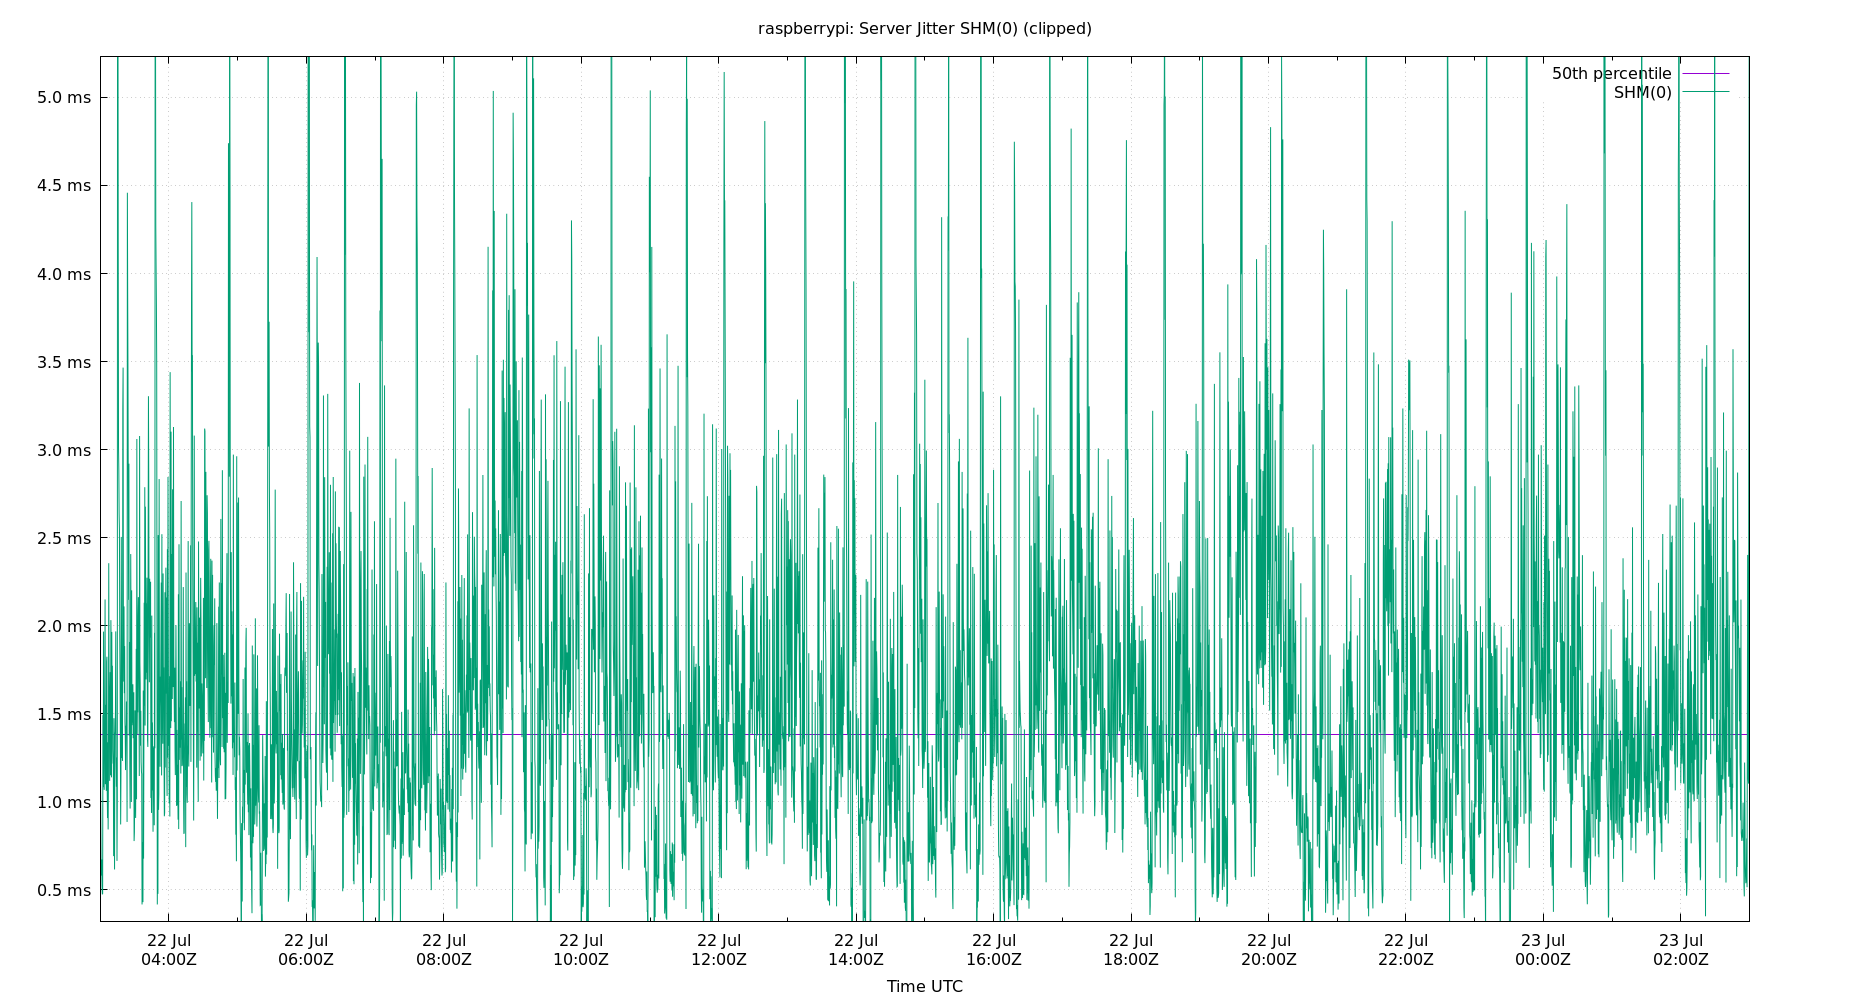 raspberrypi: Server Jitter SHM(0) (clipped)
50th percentile
SHM(0)
5.0 ms
4.5 ms
4.0 ms
3.5 ms
3.0 ms
2.5 ms
2.0 ms
1.5 ms
1.0 ms
0.5 ms
22 Jul 22 Jul 22 Jul 22 Jul 22 Jul 22 Jul 22 Jul 22 Jul 22 Jul 22 Jul 23 Jul 23 Jul
04:00Z 06:00Z 08:00Z 10:00Z 12:00Z 14:00Z 16:00Z 18:00Z 20:00Z 22:00Z 00:00Z 02:00Z
Time UTC